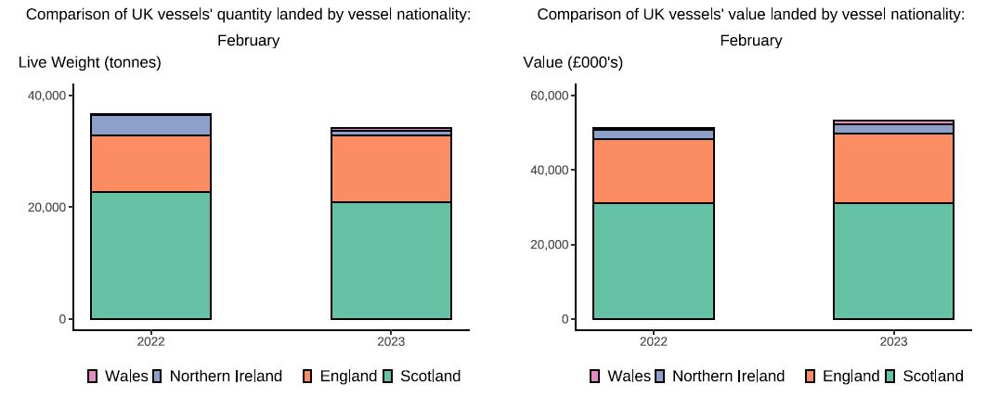 Comparison of UK vessels' quantity landed by vessel nationality:
February
Live Weight (tonnes)
40,000
20,000
0
2022
2023
Wales
Northern Ireland
England
Scotland
Comparison of UK vessels' value landed by vessel nationality:
February
Value (£000's)
60,000
40,000
20,000
0
2022
2023
Wales
Northern Ireland
England
Scotland